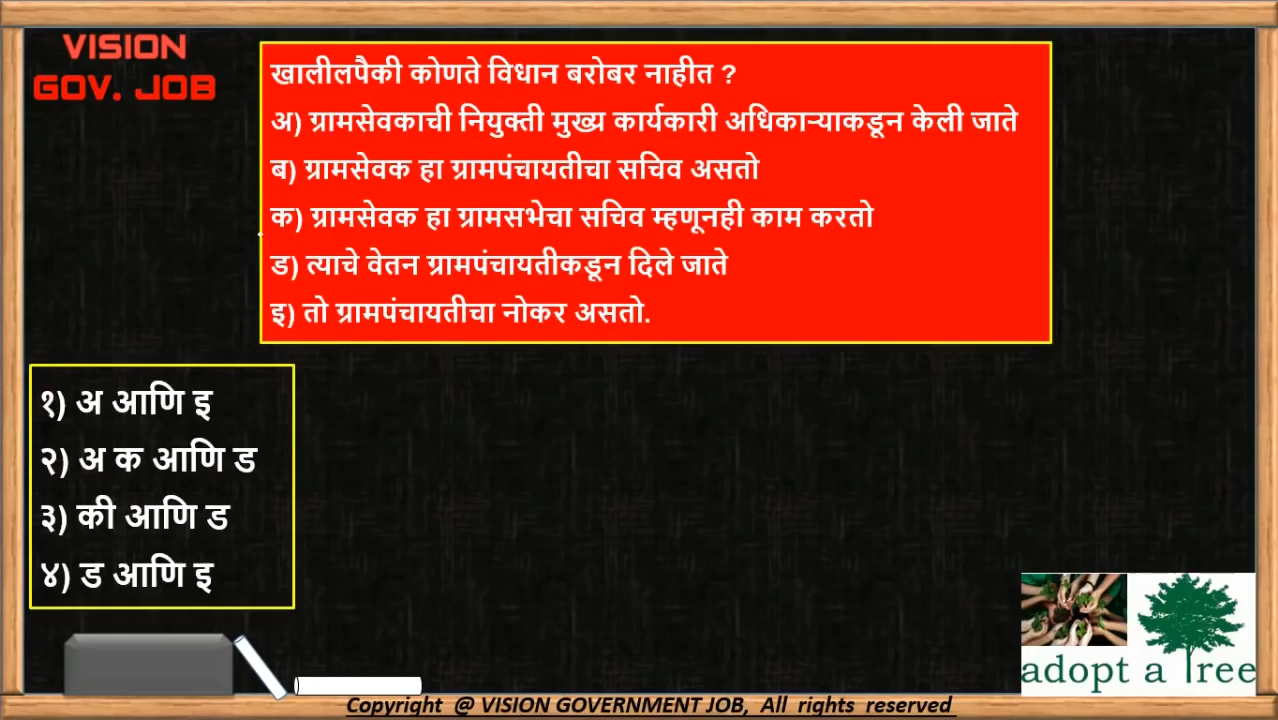 VISION
GOV. JOB
खालीलपैकी कोणते विधान बरोबर नाहीत ?
अ) ग्रामसेवकाची नियुक्ती मुख्य कार्यकारी अधिकाऱ्याकडून केली जाते
ब) ग्रामसेवक हा ग्रामपंचायतीचा सचिव असतो
क) ग्रामसेवक हा ग्रामसभेचा सचिव म्हणूनही काम करतो
ड) त्याचे वेतन ग्रामपंचायतीकडून दिले जाते
इ) तो ग्रामपंचायतीचा नोकर असतो.
१) अ आणि इ
२) अ क आणि ड
३) की आणि ड
४) ड आणि इ
adopt a Tree
Copyright @ VISION GOVERNMENT JOB, All rights reserved